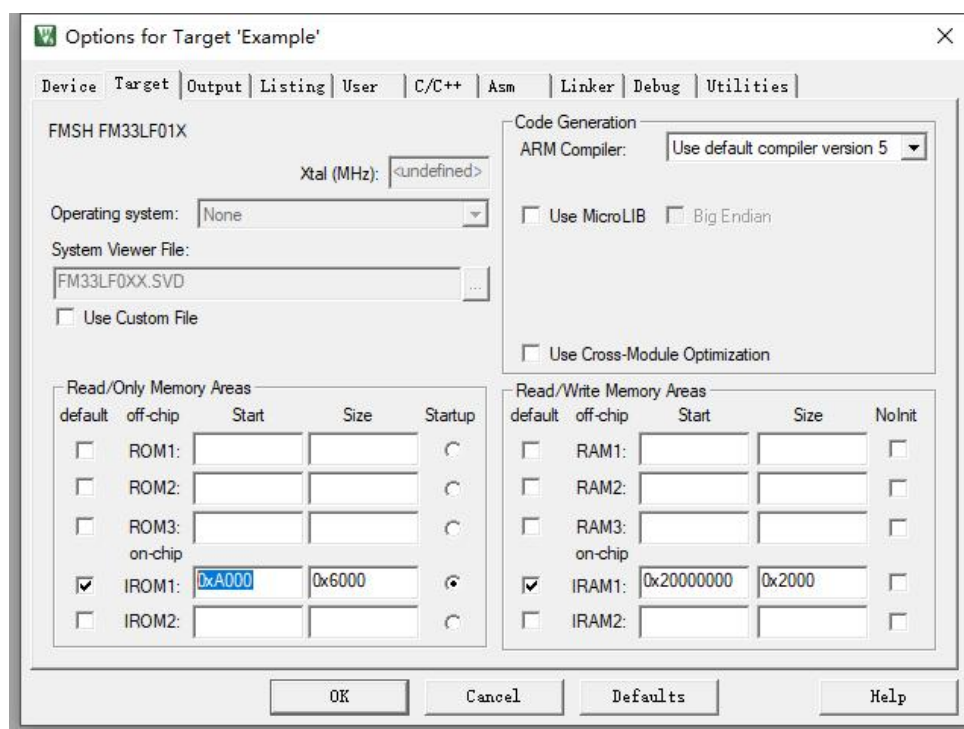 Options for Target 'Example'
Device Target Output Listing User C/C++ Asm Linker Debug Utilities
FMSH FM33LF01X
Xtal (MHz): <undefined>
Operating system: None
System Viewer File:
FM33LF0XX.SVD ...
Use Custom File
Code Generation
ARM Compiler: Use default compiler version 5
Use MicroLIB Big Endian
Use Cross-Module Optimization
Read/Only Memory Areas
default off-chip Start Size Startup
ROM1:
ROM2:
ROM3:
on-chip
IROM1: 0xA000 0x6000
IROM2:
Read/Write Memory Areas
default off-chip Start Size NoInit
RAM1:
RAM2:
RAM3:
on-chip
IRAM1: 0x20000000 0x2000
IRAM2:
OK Cancel Defaults Help